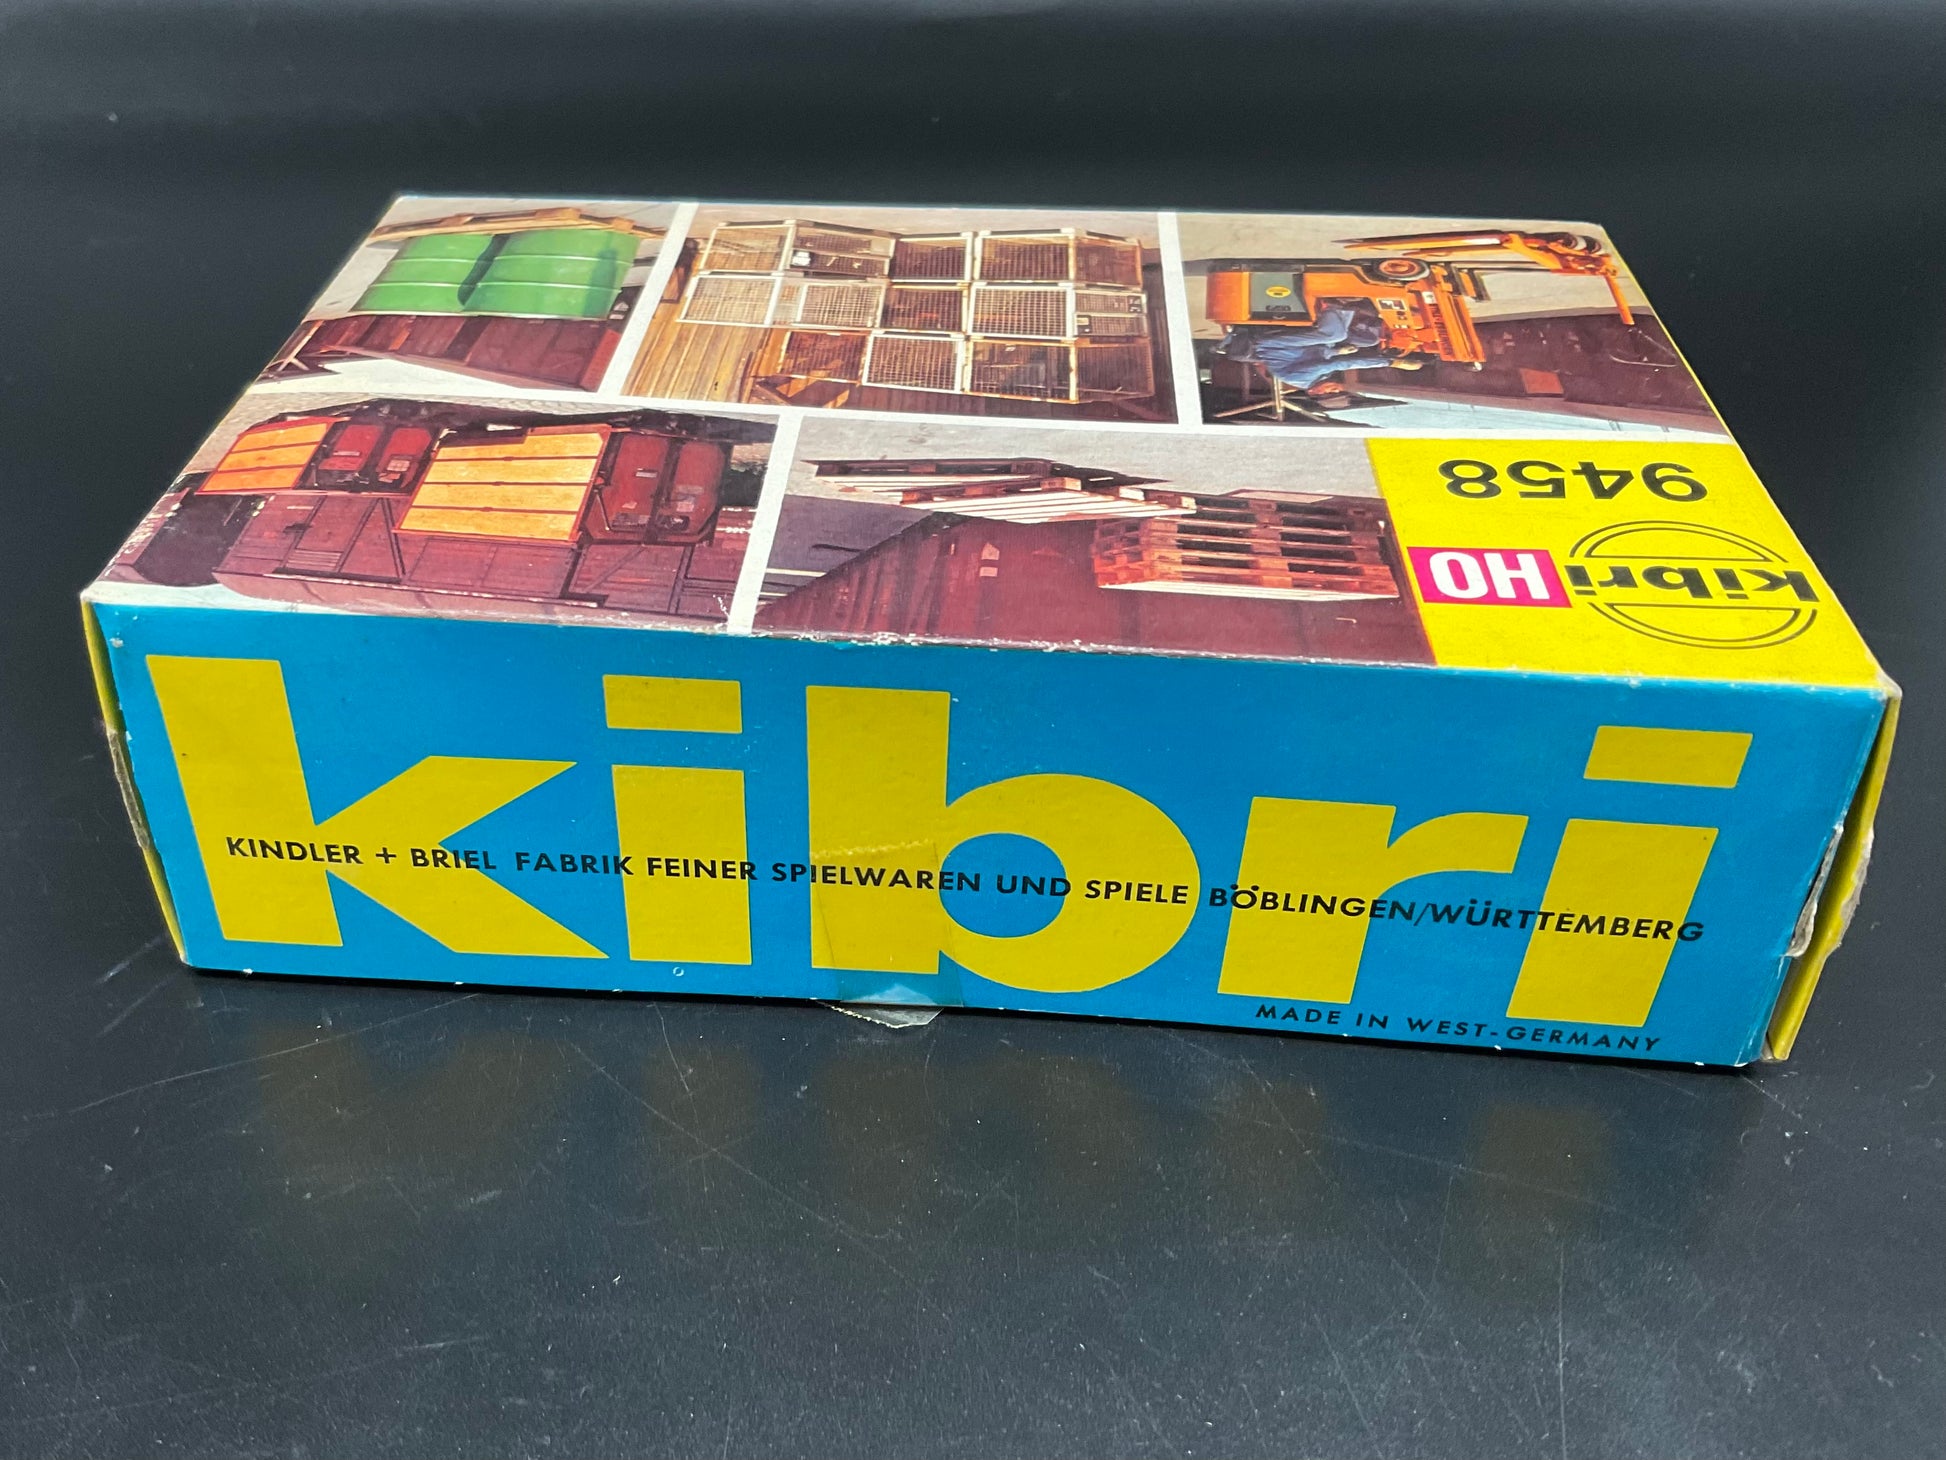 9458
kibri HO
kibri
KINDLER + BRIEL FABRIK FEINER SPIELWAREN UND SPIELE BÖBLINGEN/WÜRTTEMBERG
MADE IN WEST-GERMANY